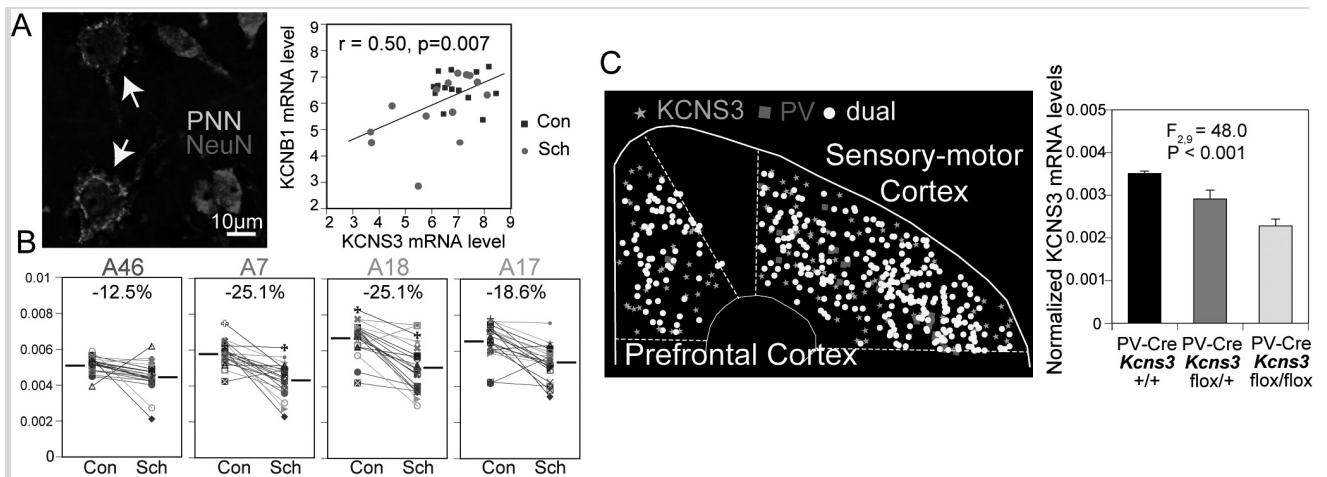 A
PNN
NeuN
10µm
KCNB1 mRNA level
9
8
7
6
5
4
3
2
r = 0.50, p=0.007
2 3 4 5 6 7 8 9
KCNS3 mRNA level
Con
Sch
B
A46
A7
A18
A17
-12.5%
-25.1%
-25.1%
-18.6%
0.01
0.008
0.006
0.004
0.002
0
Con Sch
Con Sch
Con Sch
Con Sch
C
KCNS3 PV dual
Sensory-motor
Cortex
Prefrontal Cortex
Normalized KCNS3 mRNA levels
0.005
0.004
0.003
0.002
0.001
0
F2,9 = 48.0
P < 0.001
PV-Cre PV-Cre PV-Cre
Kcns3 Kcns3 Kcns3
+/+ flox/+ flox/flox